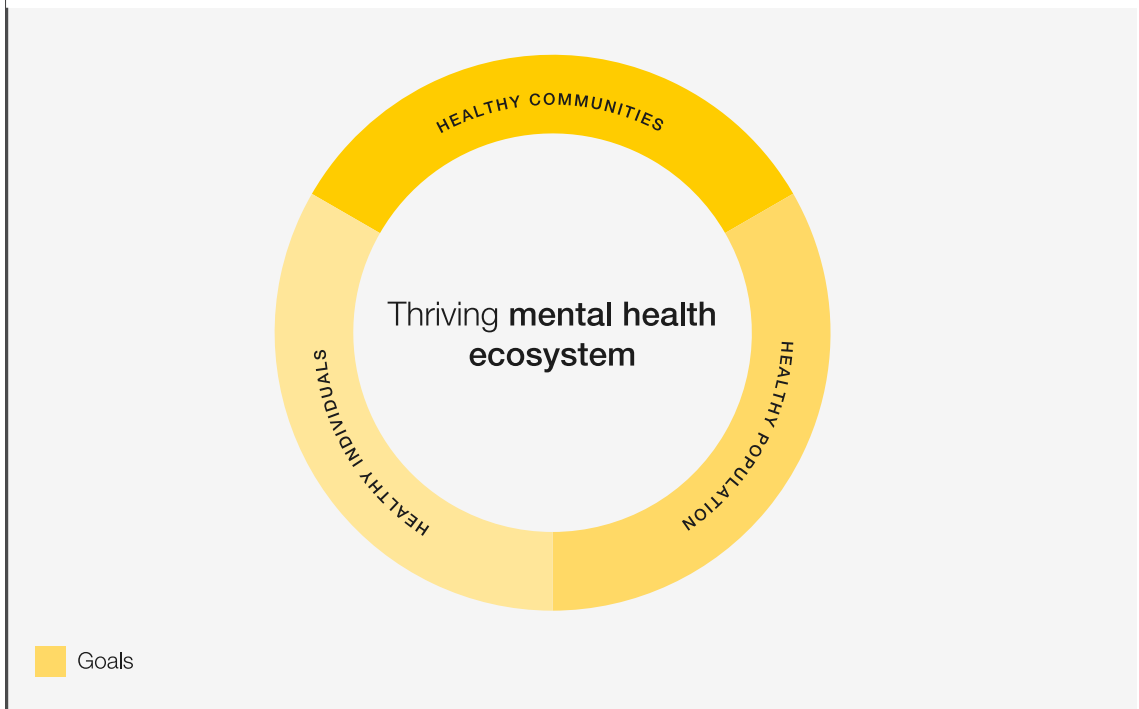 HEALTHY COMMUNITIES
Thriving mental health
ecosystem
HEALTHY INDIVIDUALS
HEALTHY POPULATION
Goals